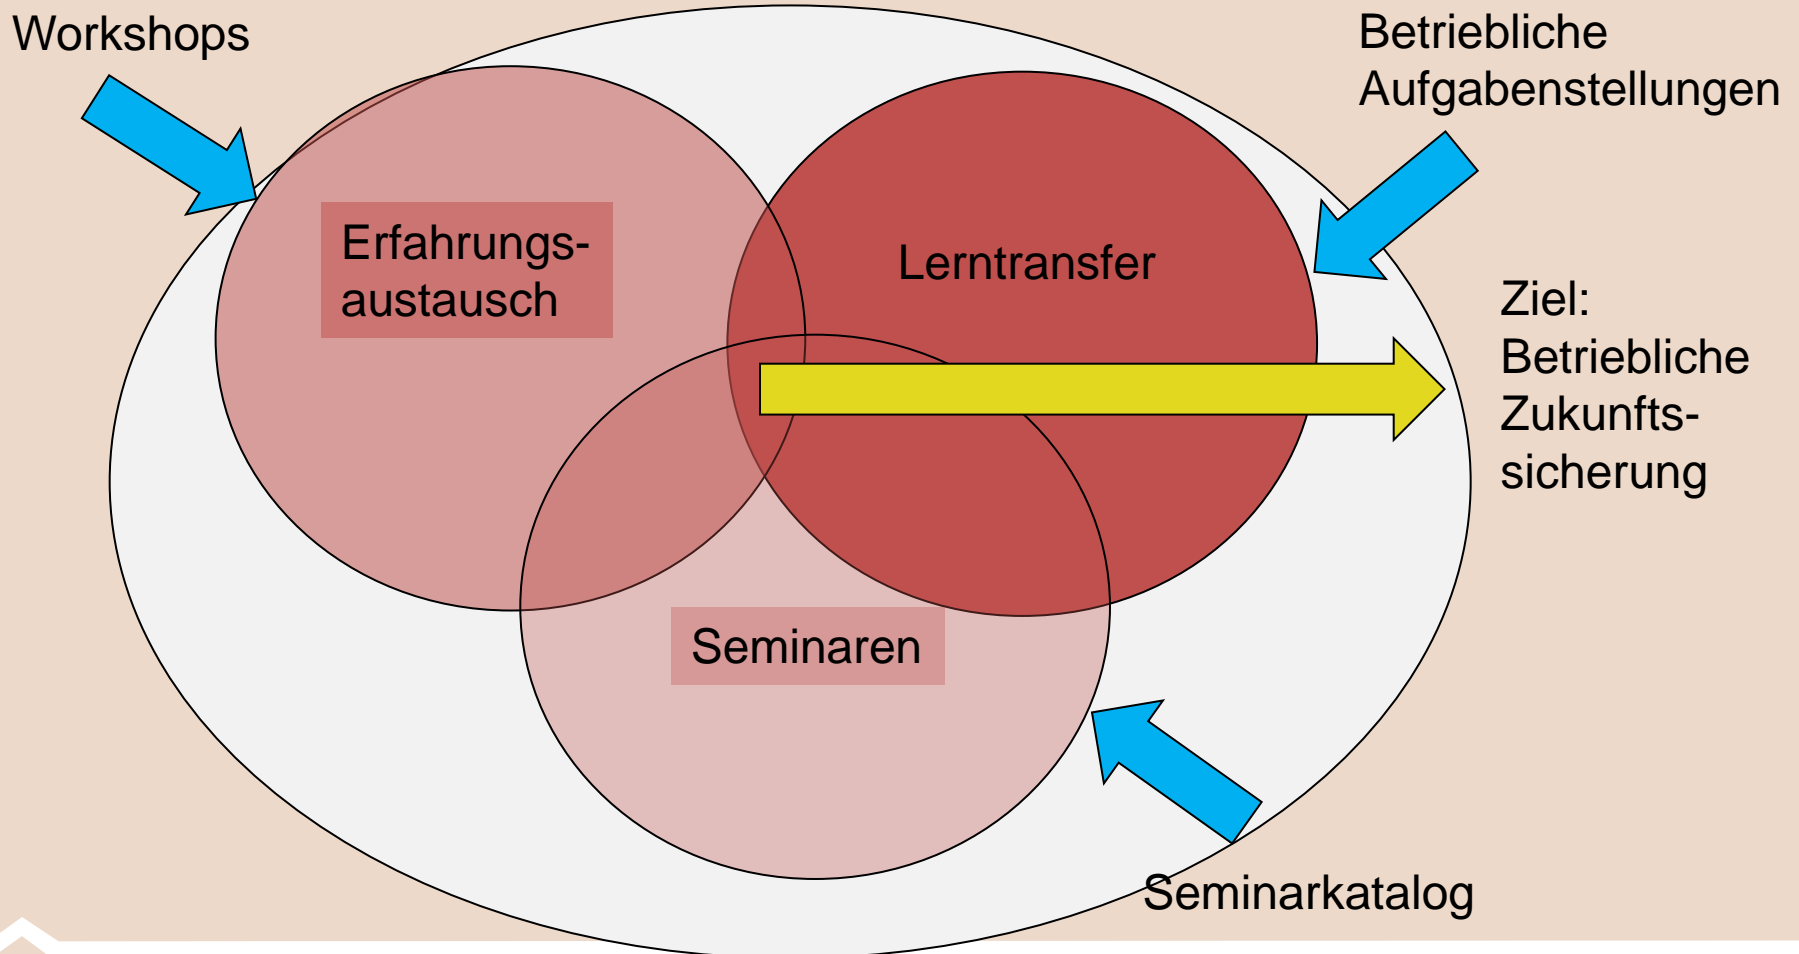 Workshops
Betriebliche
Aufgabenstellungen
Erfahrungs-
austausch
Lerntransfer
Ziel:
Betriebliche
Zukunfts-
sicherung
Seminaren
Seminarkatalog